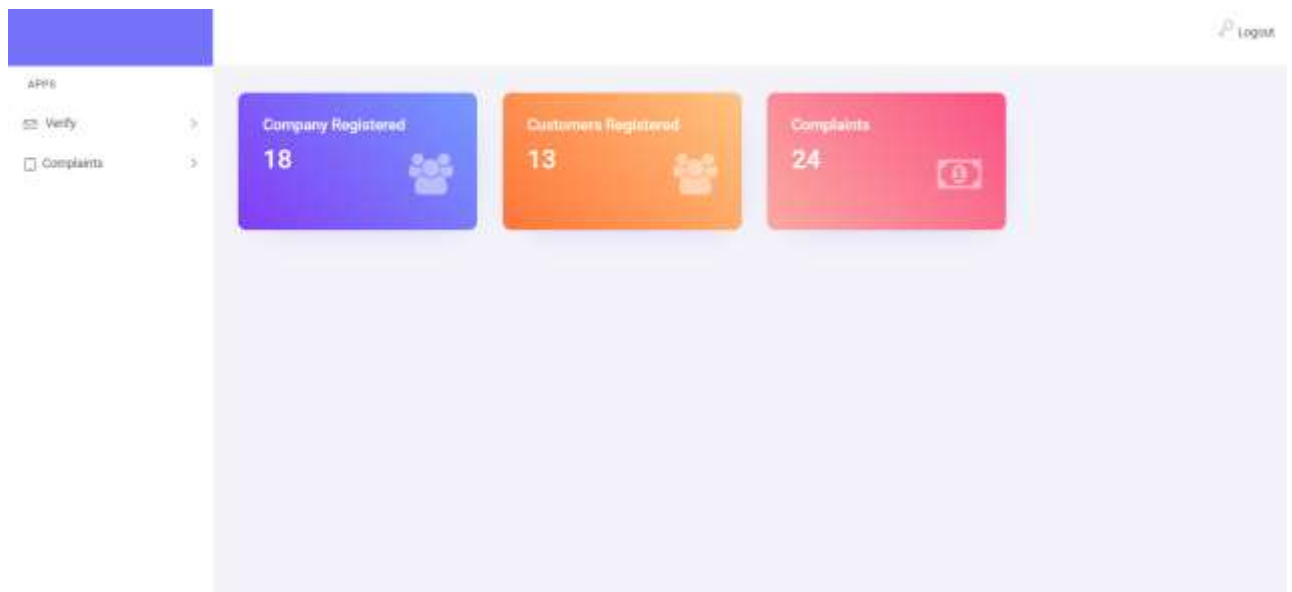 Logout
APPS
Verify
Complaints
Company Registered
18
Customers Registered
13
Complaints
24